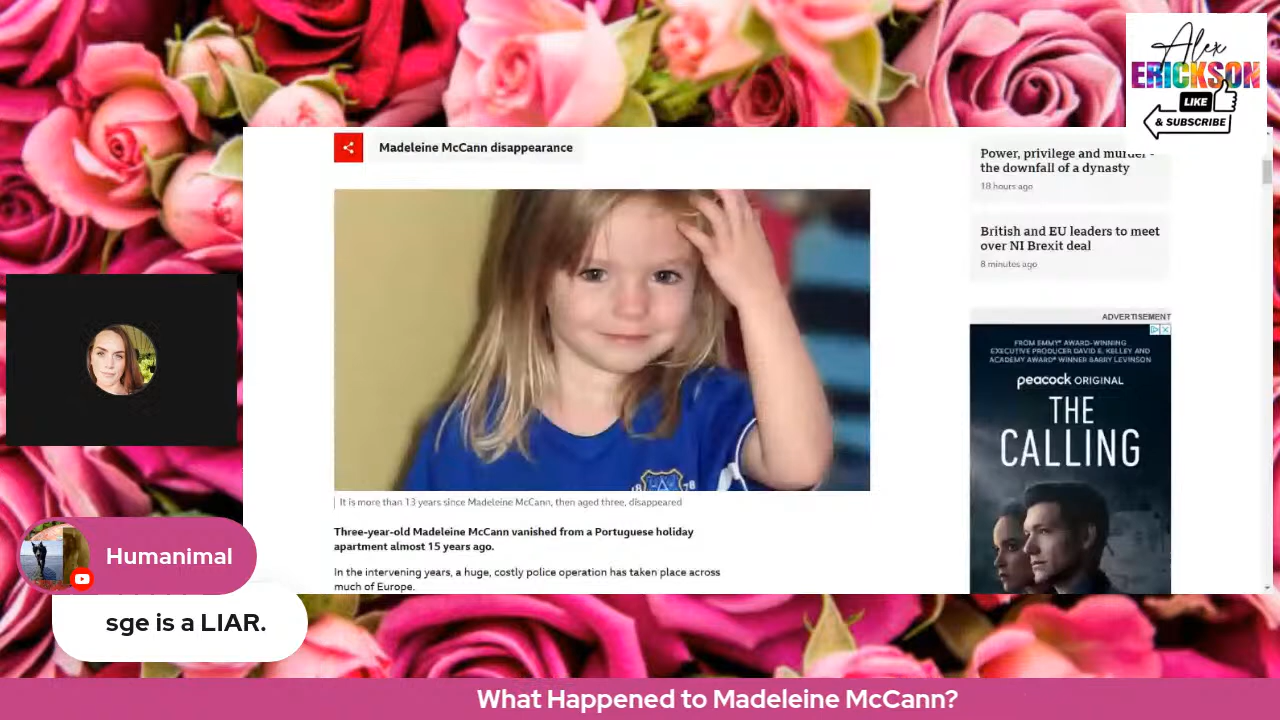 Alex
ERICKSON
LIKE
& SUBSCRIBE
Madeleine McCann disappearance
Power, privilege and murder -
the downfall of a dynasty
18 hours ago
British and EU leaders to meet
over NI Brexit deal
8 minutes ago
ADVERTISEMENT
FROM EMMY® AWARD-WINNING
EXECUTIVE PRODUCER DAVID E. KELLEY AND
ACADEMY AWARD® WINNER BARRY LEVINSON
peacock ORIGINAL
THE
CALLING
18 78
It is more than 13 years since Madeleine McCann, then aged three, disappeared
Three-year-old Madeleine McCann vanished from a Portuguese holiday
apartment almost 15 years ago.
In the intervening years, a huge, costly police operation has taken place across
much of Europe.
Humanimal
sge is a LIAR.
What Happened to Madeleine McCann?